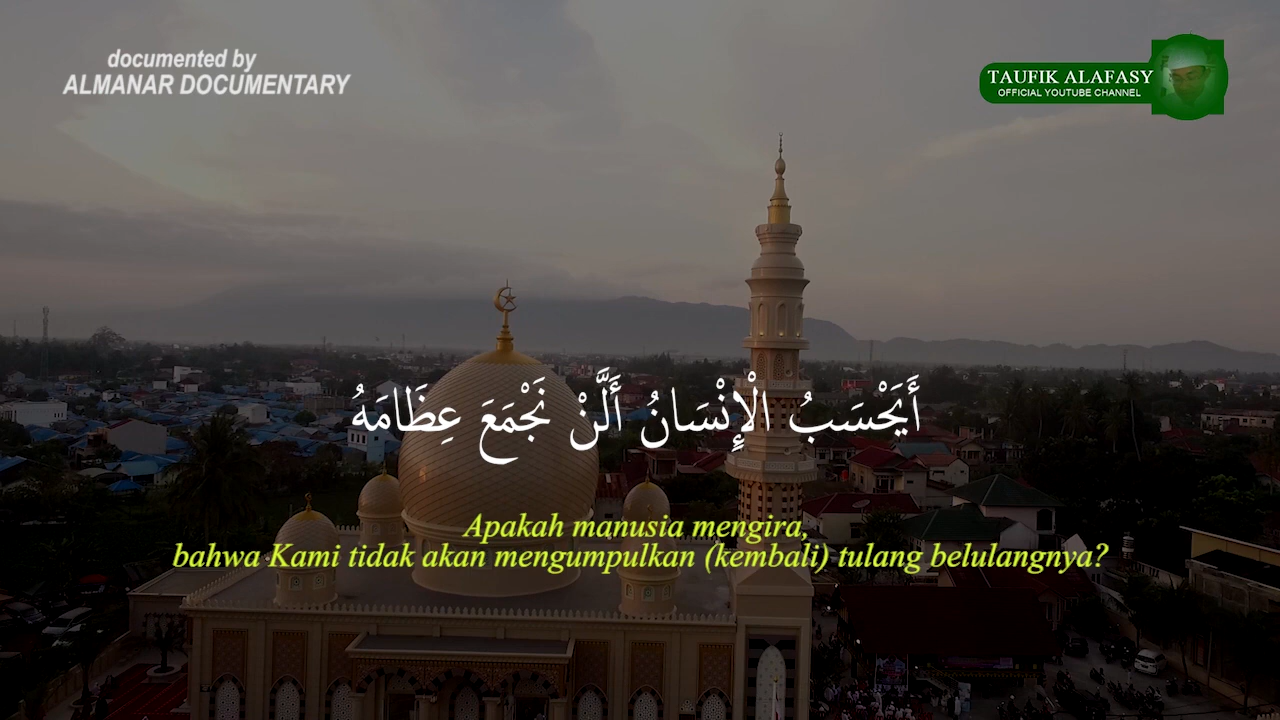 documented by
ALMANAR DOCUMENTARY
TAUFIK ALAFASY
OFFICIAL YOUTUBE CHANNEL
أَيَحْسَبُ الْإِنْسَانُ أَلَّنْ نَجْمَعَ عِظَامَهُ
Apakah manusia mengira,
bahwa Kami tidak akan mengumpulkan (kembali) tulang belulangnya?